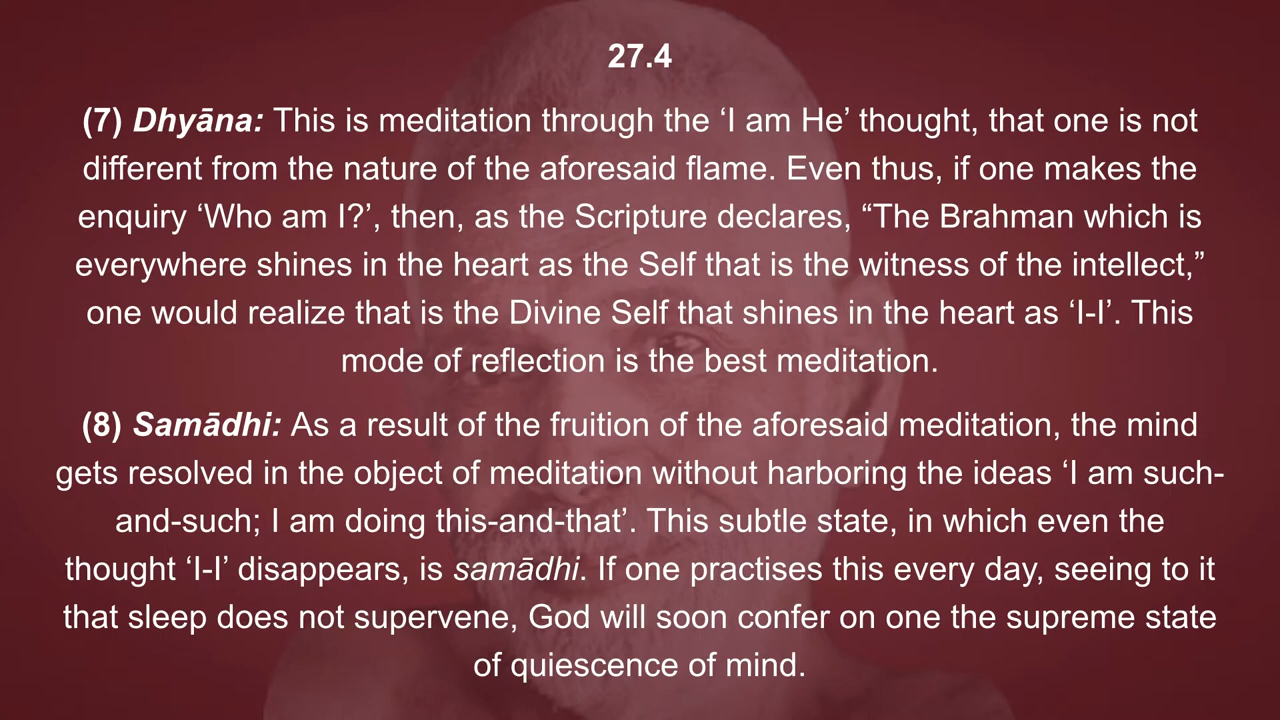 27.4
(7) Dhyāna: This is meditation through the ‘I am He’ thought, that one is not
different from the nature of the aforesaid flame. Even thus, if one makes the
enquiry ‘Who am I?’, then, as the Scripture declares, “The Brahman which is
everywhere shines in the heart as the Self that is the witness of the intellect,”
one would realize that is the Divine Self that shines in the heart as ‘I-I’. This
mode of reflection is the best meditation.
(8) Samādhi: As a result of the fruition of the aforesaid meditation, the mind
gets resolved in the object of meditation without harboring the ideas ‘I am such-
and-such; I am doing this-and-that’. This subtle state, in which even the
thought ‘I-I’ disappears, is samādhi. If one practises this every day, seeing to it
that sleep does not supervene, God will soon confer on one the supreme state
of quiescence of mind.